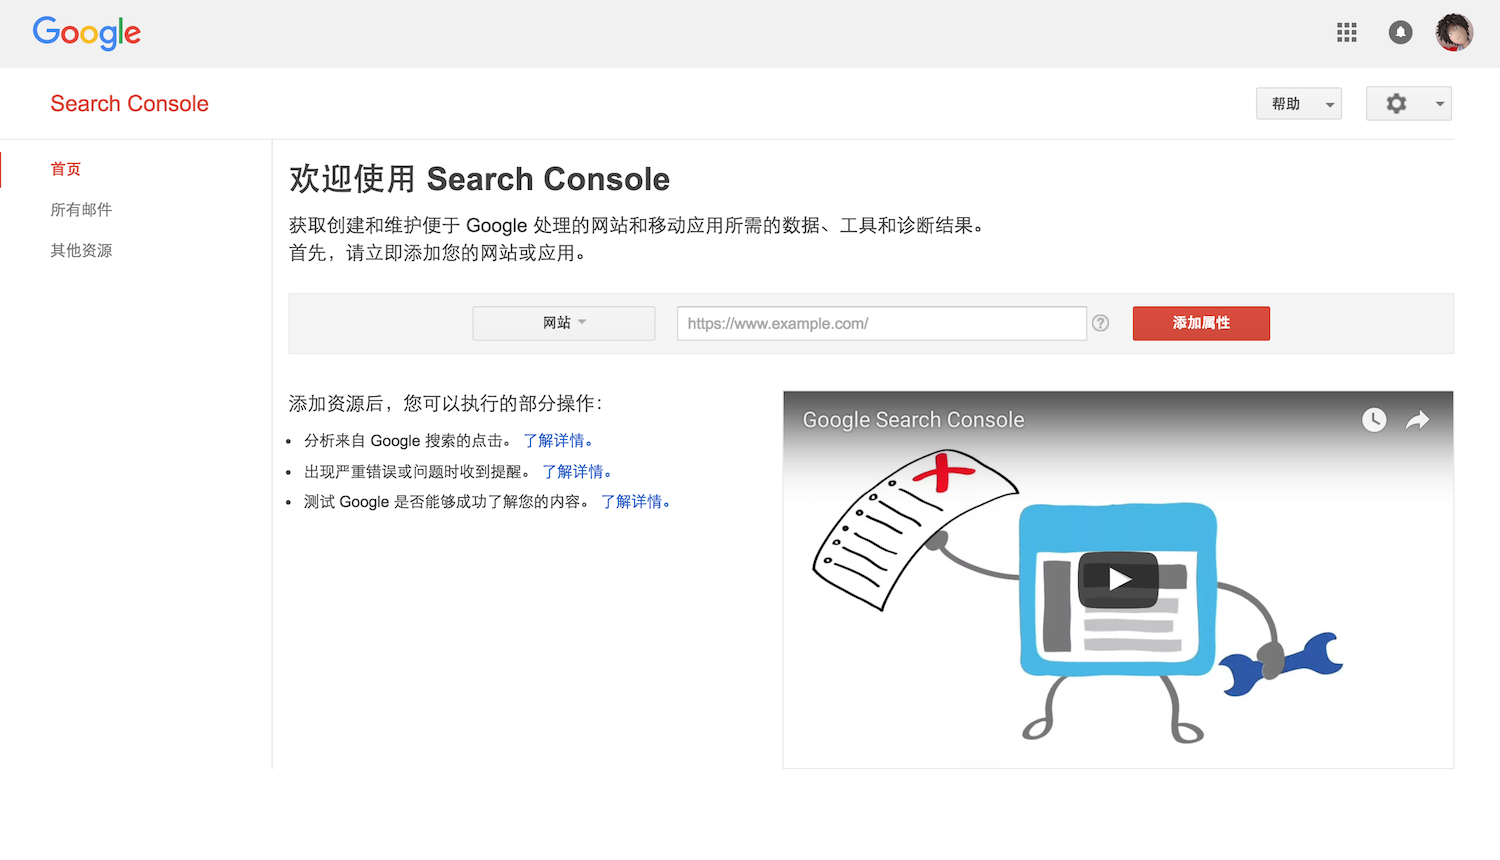 Google
Search Console
帮助
首页
所有邮件
其他资源
欢迎使用 Search Console
获取创建和维护便于 Google 处理的网站和移动应用所需的数据、工具和诊断结果。
首先，请立即添加您的网站或应用。
网站
https://www.example.com/
?
添加属性
添加资源后，您可以执行的部分操作：
• 分析来自 Google 搜索的点击。 了解详情。
• 出现严重错误或问题时收到提醒。 了解详情。
• 测试 Google 是否能够成功了解您的内容。 了解详情。
Google Search Console